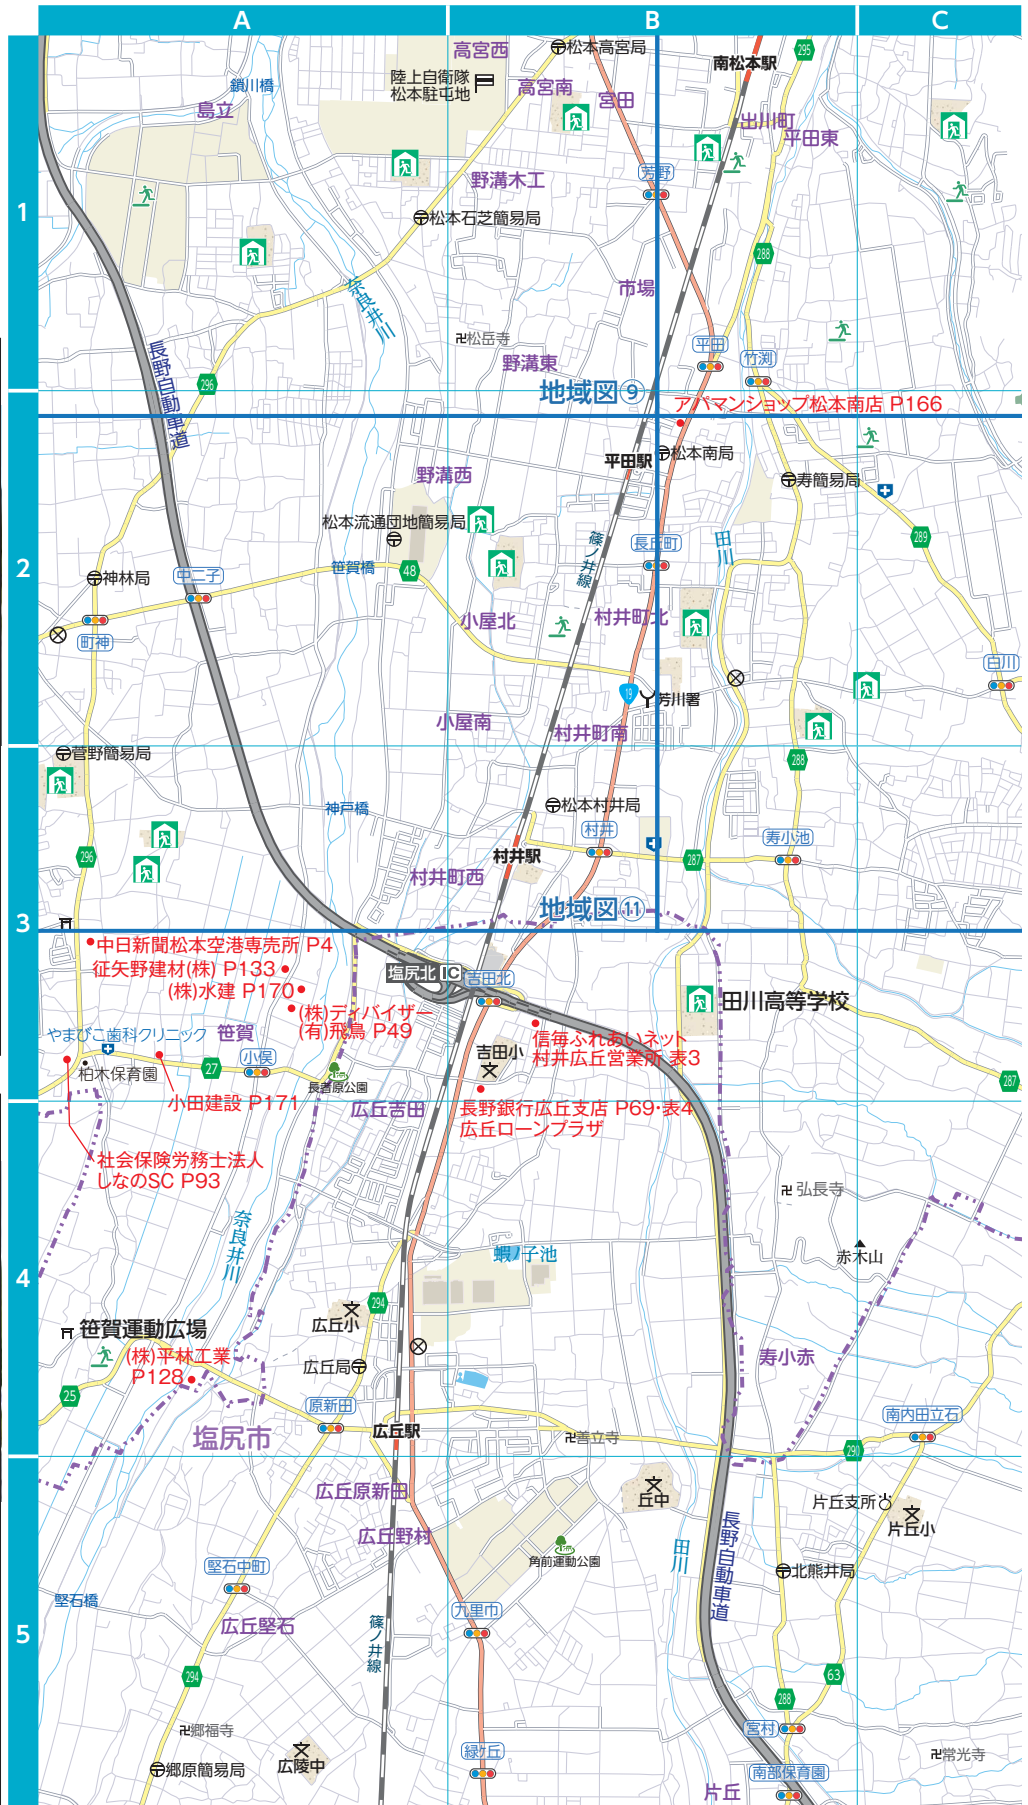 A
B
C
高宮西
松本高宮局
295
南松本駅
陸上自衛隊
松本駐屯地
鎖川橋
高宮南
宮田
島立
出川町
平田東
芳野
野溝木工
1
松本石芝簡易局
288
市場
奈良井川
松岳寺
平田
竹渕
長野自動車道
野溝東
296
地域図⑨
アパマンショップ松本南店 P166
松本南局
平田駅
野溝西
寿簡易局
松本流通団地簡易局
289
篠ノ井線
長丘町
田川
2
笹賀橋
48
神林局
中二子
小屋北
村井町北
町神
白川
19
芳川署
小屋南
村井町南
菅野簡易局
288
神戸橋
松本村井局
村井
寿小池
296
村井駅
287
村井町西
地域図⑪
3
中日新聞松本空港専売所 P4
征矢野建材(株) P133
塩尻北 IC
吉田北
(株)水建 P170
田川高等学校
(株)ディバイザー
(有)飛鳥 P49
やまびこ歯科クリニック
笹賀
信毎ふれあいネット
村井広丘営業所 表3
吉田小
小俣
柏木保育園
27
長者原公園
287
小田建設 P171
広丘吉田
長野銀行広丘支店 P69・表4
広丘ローンプラザ
社会保険労務士法人
しなのSC P93
弘長寺
奈良井川
蝦ノ子池
赤木山
4
294
広丘小
笹賀運動広場
(株)平林工業
P128
広丘局
寿小赤
25
原新田
南内田立石
塩尻市
広丘駅
善立寺
290
広丘原新田
丘中
片丘支所
片丘小
広丘野村
長野自動車道
田川
角前運動公園
堅石中町
北熊井局
堅石橋
九里巾
広丘堅石
5
篠ノ井線
294
63
288
郷福寺
宮村
緑ケ丘
常光寺
郷原簡易局
広陵中
南部保育園
片丘